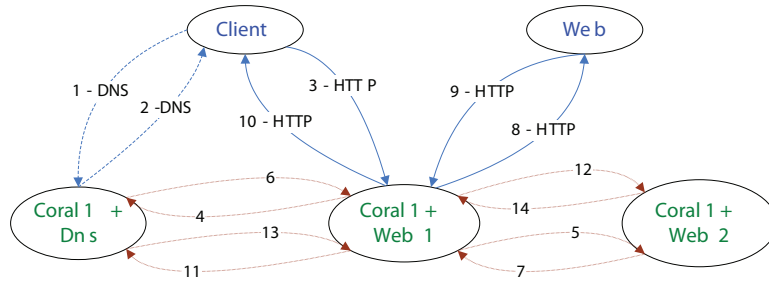 Client
Web
1 - DNS
2 -DNS
3 - HTT P
9 - HTTP
10 - HTTP
8 - HTTP
6
12
4
14
Coral 1 +
Dn s
Coral 1 +
Web 1
Coral 1 +
Web 2
13
5
11
7